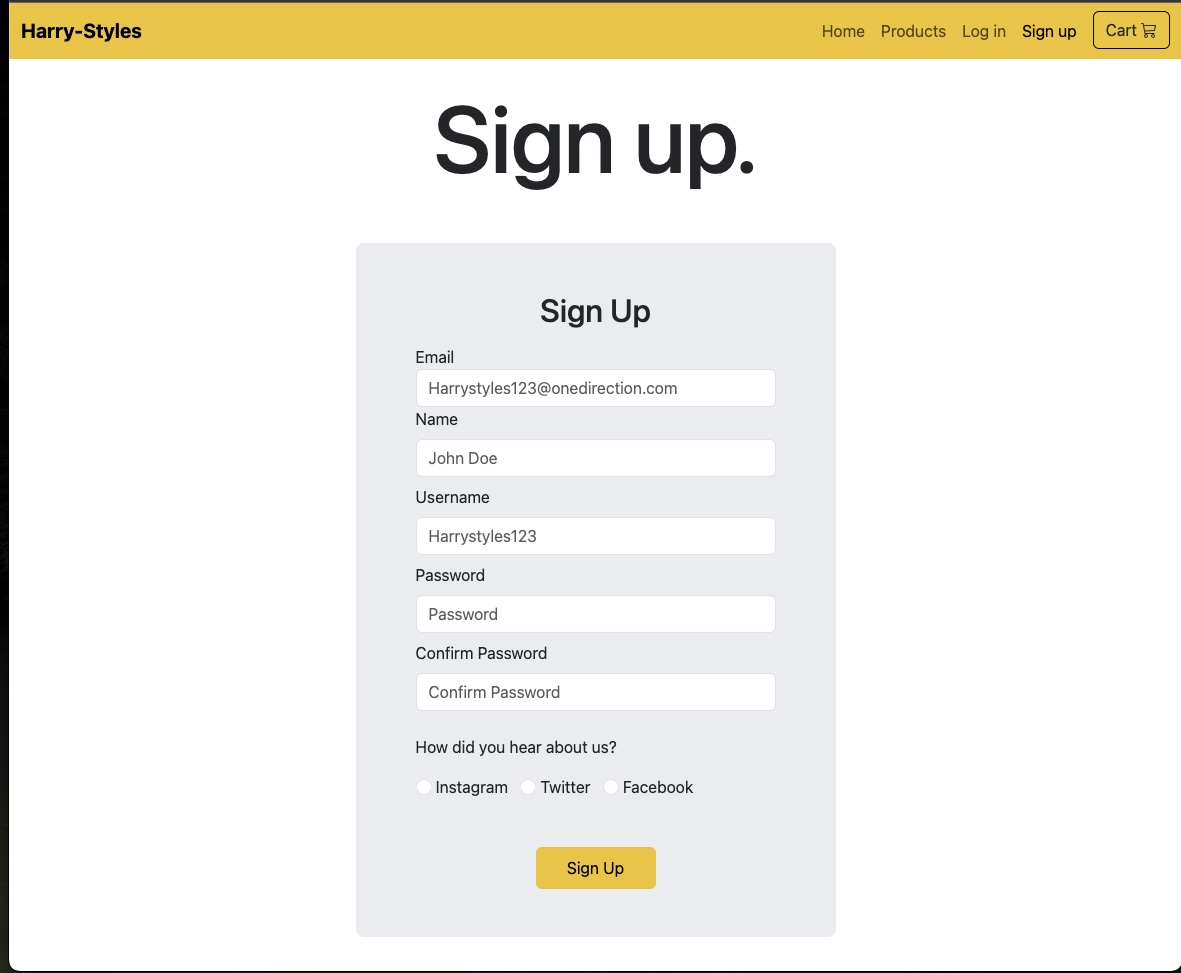 Harry-Styles Home Products Log in Sign up Cart
Sign up.
Sign Up
Email
Harrystyles123@onedirection.com
Name
John Doe
Username
Harrystyles123
Password
Password
Confirm Password
Confirm Password
How did you hear about us?
Instagram Twitter Facebook
Sign Up